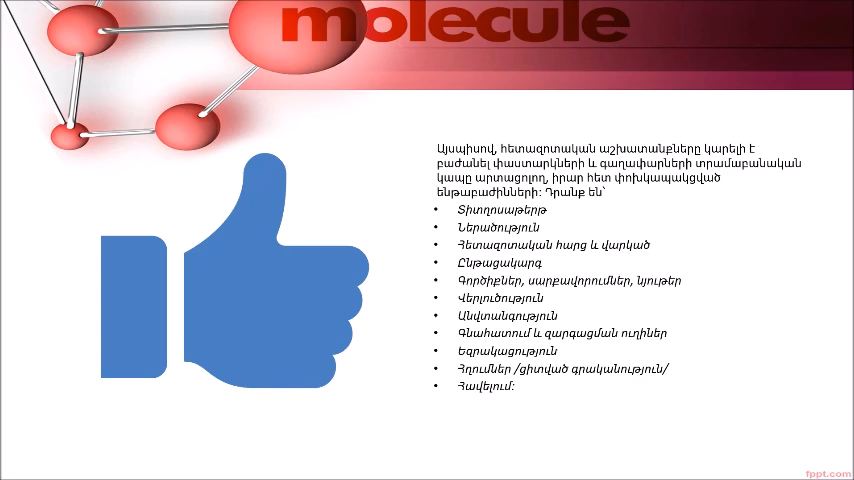 molecule
Այսպիսով, հետազոտական աշխատանքները կարելի է
բաժանել փաստարկների և գաղափարների տրամաբանական
կապը արտացոլող, իրար հետ փոխկապակցված
ենթաբաժինների: Դրանք են՝
• Տիտղոսաթերթ
• Ներածություն
• Հետազոտական հարց և վարկած
• Ընթացակարգ
• Գործիքներ, սարքավորումներ, նյութեր
• Վերլուծություն
• Անվտանգություն
• Գնահատում և զարգացման ուղիներ
• Եզրակացություն
• Հղումներ /ցիտված գրականություն/
• Հավելում:
fppt.com